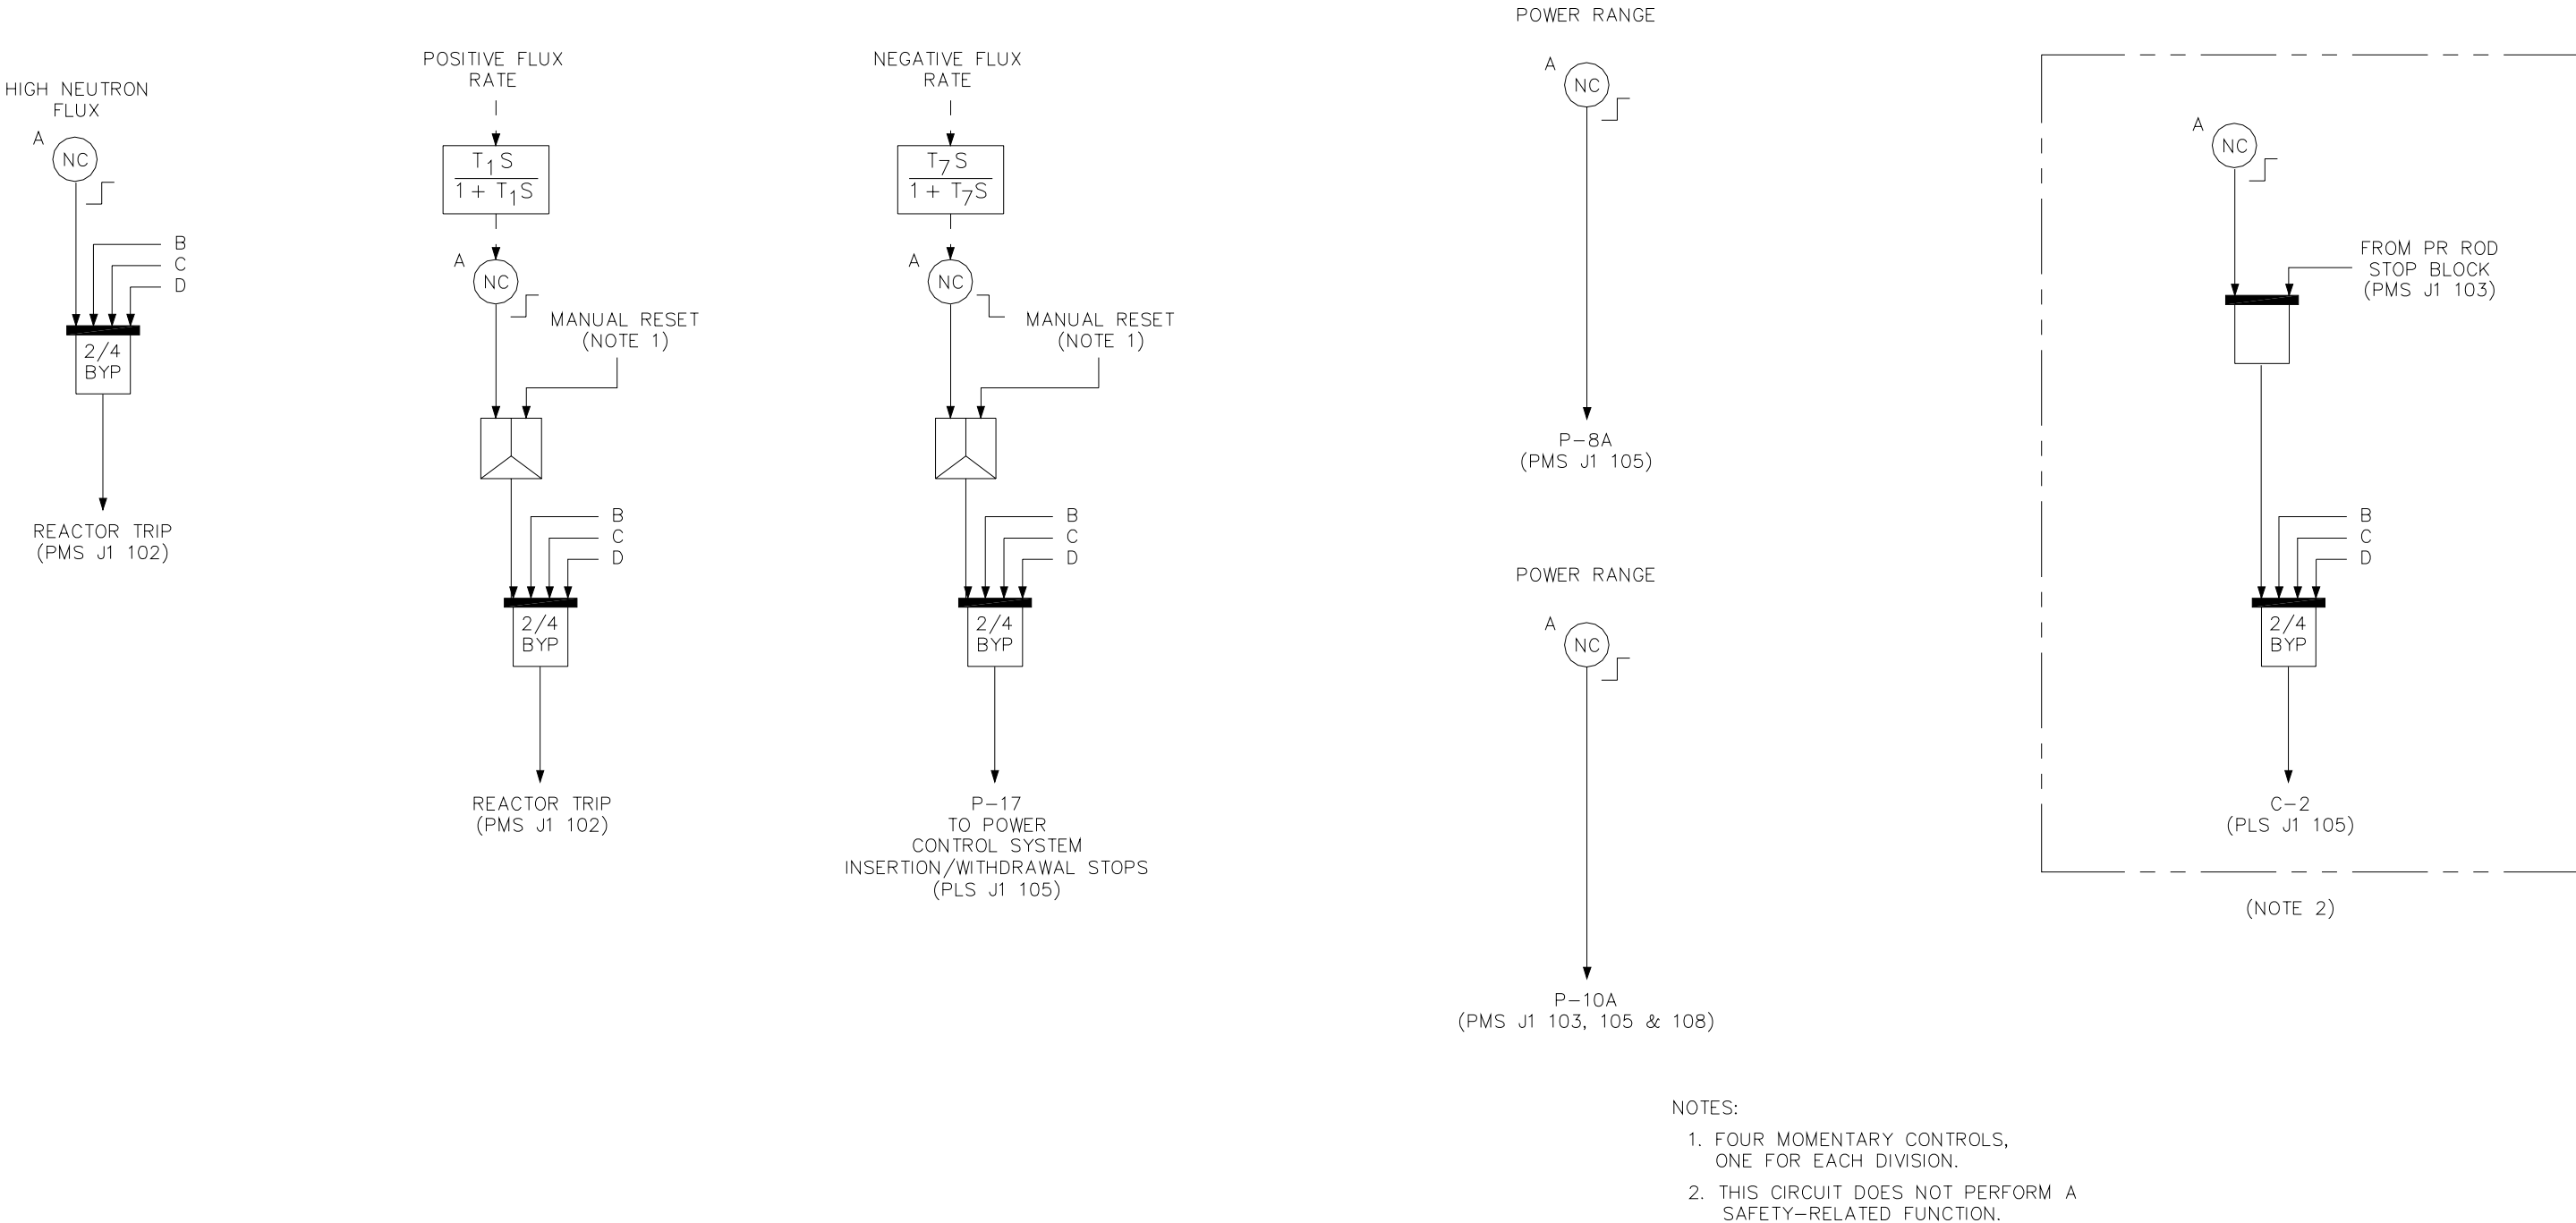 HIGH NEUTRON
FLUX
A
NC
B
C
D
2/4
BYP
REACTOR TRIP
(PMS J1 102)
POSITIVE FLUX
RATE
T1S
1 + T1S
A
NC
MANUAL RESET
(NOTE 1)
B
C
D
2/4
BYP
REACTOR TRIP
(PMS J1 102)
NEGATIVE FLUX
RATE
T7S
1 + T7S
A
NC
MANUAL RESET
(NOTE 1)
B
C
D
2/4
BYP
P-17
TO POWER
CONTROL SYSTEM
INSERTION/WITHDRAWAL STOPS
(PLS J1 105)
POWER RANGE
A
NC
P-8A
(PMS J1 105)
POWER RANGE
A
NC
P-10A
(PMS J1 103, 105 & 108)
A
NC
FROM PR ROD
STOP BLOCK
(PMS J1 103)
B
C
D
2/4
BYP
C-2
(PLS J1 105)
(NOTE 2)
NOTES:
1. FOUR MOMENTARY CONTROLS,
ONE FOR EACH DIVISION.
2. THIS CIRCUIT DOES NOT PERFORM A
SAFETY-RELATED FUNCTION.